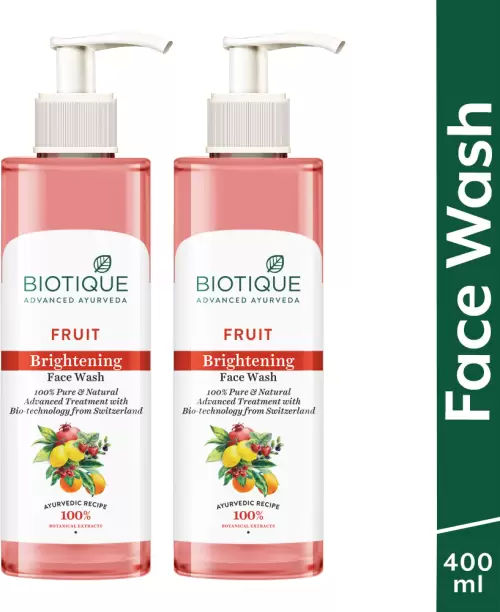 BIOTIQUE
ADVANCED AYURVEDA
FRUIT
Brightening
Face Wash
100% Pure & Natural
Advanced Treatment with
Bio-technology from Switzerland
AYURVEDIC RECIPE
100%
BOTANICAL EXTRACTS
BIOTIQUE
ADVANCED AYURVEDA
FRUIT
Brightening
Face Wash
100% Pure & Natural
Advanced Treatment with
Bio-technology from Switzerland
AYURVEDIC RECIPE
100%
BOTANICAL EXTRACTS
Face Wash
400
ml